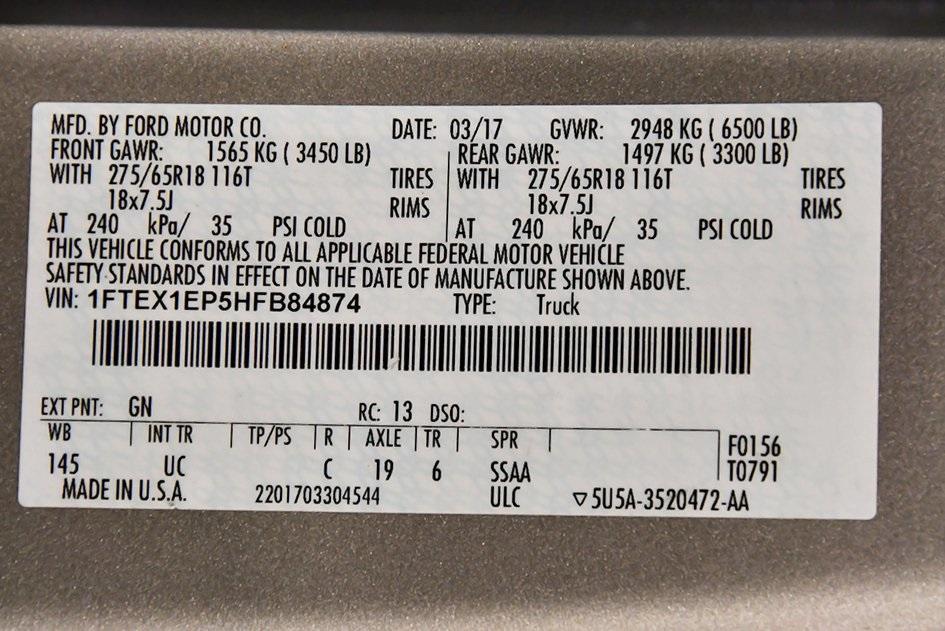 MFD. BY FORD MOTOR CO. DATE: 03/17 GVWR: 2948 KG ( 6500 LB)
FRONT GAWR: 1565 KG ( 3450 LB) REAR GAWR: 1497 KG ( 3300 LB)
WITH 275/65R18 116T TIRES WITH 275/65R18 116T TIRES
18x7.5J RIMS 18x7.5J RIMS
AT 240 kPa/ 35 PSI COLD AT 240 kPa/ 35 PSI COLD
THIS VEHICLE CONFORMS TO ALL APPLICABLE FEDERAL MOTOR VEHICLE
SAFETY STANDARDS IN EFFECT ON THE DATE OF MANUFACTURE SHOWN ABOVE.
VIN: 1FTEX1EP5HFB84874 TYPE: Truck
EXT PNT: GN RC: 13 DSO:
WB INT TR TP/PS R AXLE TR SPR F0156
145 UC C 19 6 SSAA T0791
MADE IN U.S.A. 2201703304544 ULC ▽5U5A-3520472-AA